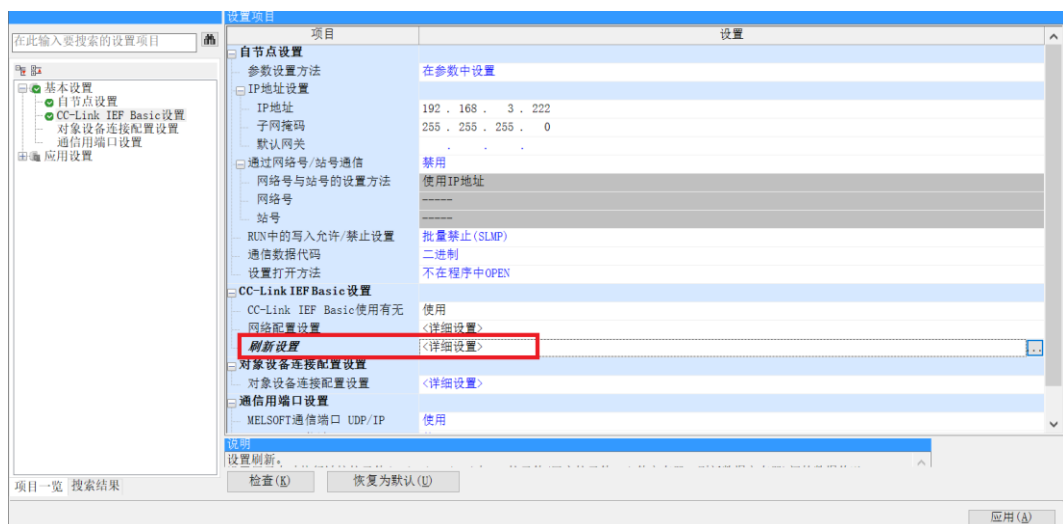 设置项目
在此输入要搜索的设置项目
项目 设置
自节点设置
参数设置方法 在参数中设置
IP地址设置
IP地址 192 . 168 . 3 . 222
子网掩码 255 . 255 . 255 . 0
默认网关 . . .
通过网络号/站号通信 禁用
网络号与站号的设置方法 使用IP地址
网络号 -----
站号 -----
RUN中的写入允许/禁止设置 批量禁止(SLMP)
通信数据代码 二进制
设置打开方法 不在程序中OPEN
CC-Link IEF Basic设置
CC-Link IEF Basic使用有无 使用
网络配置设置 <详细设置>
刷新设置 <详细设置>
对象设备连接配置设置
对象设备连接配置设置 <详细设置>
通信用端口设置
MELSOFT通信端口 UDP/IP 使用
基本设置
自节点设置
CC-Link IEF Basic设置
对象设备连接配置设置
通信用端口设置
应用设置
说明
设置刷新。
项目一览 搜索结果
检查(K) 恢复为默认(U)
应用(A)